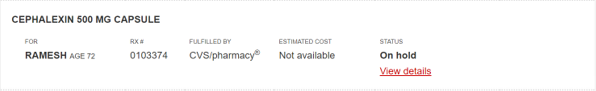 CEPHALEXIN 500 MG CAPSULE
FOR RX # FULFILLED BY ESTIMATED COST STATUS
RAMESH AGE 72 0103374 CVS/pharmacy® Not available On hold
View details